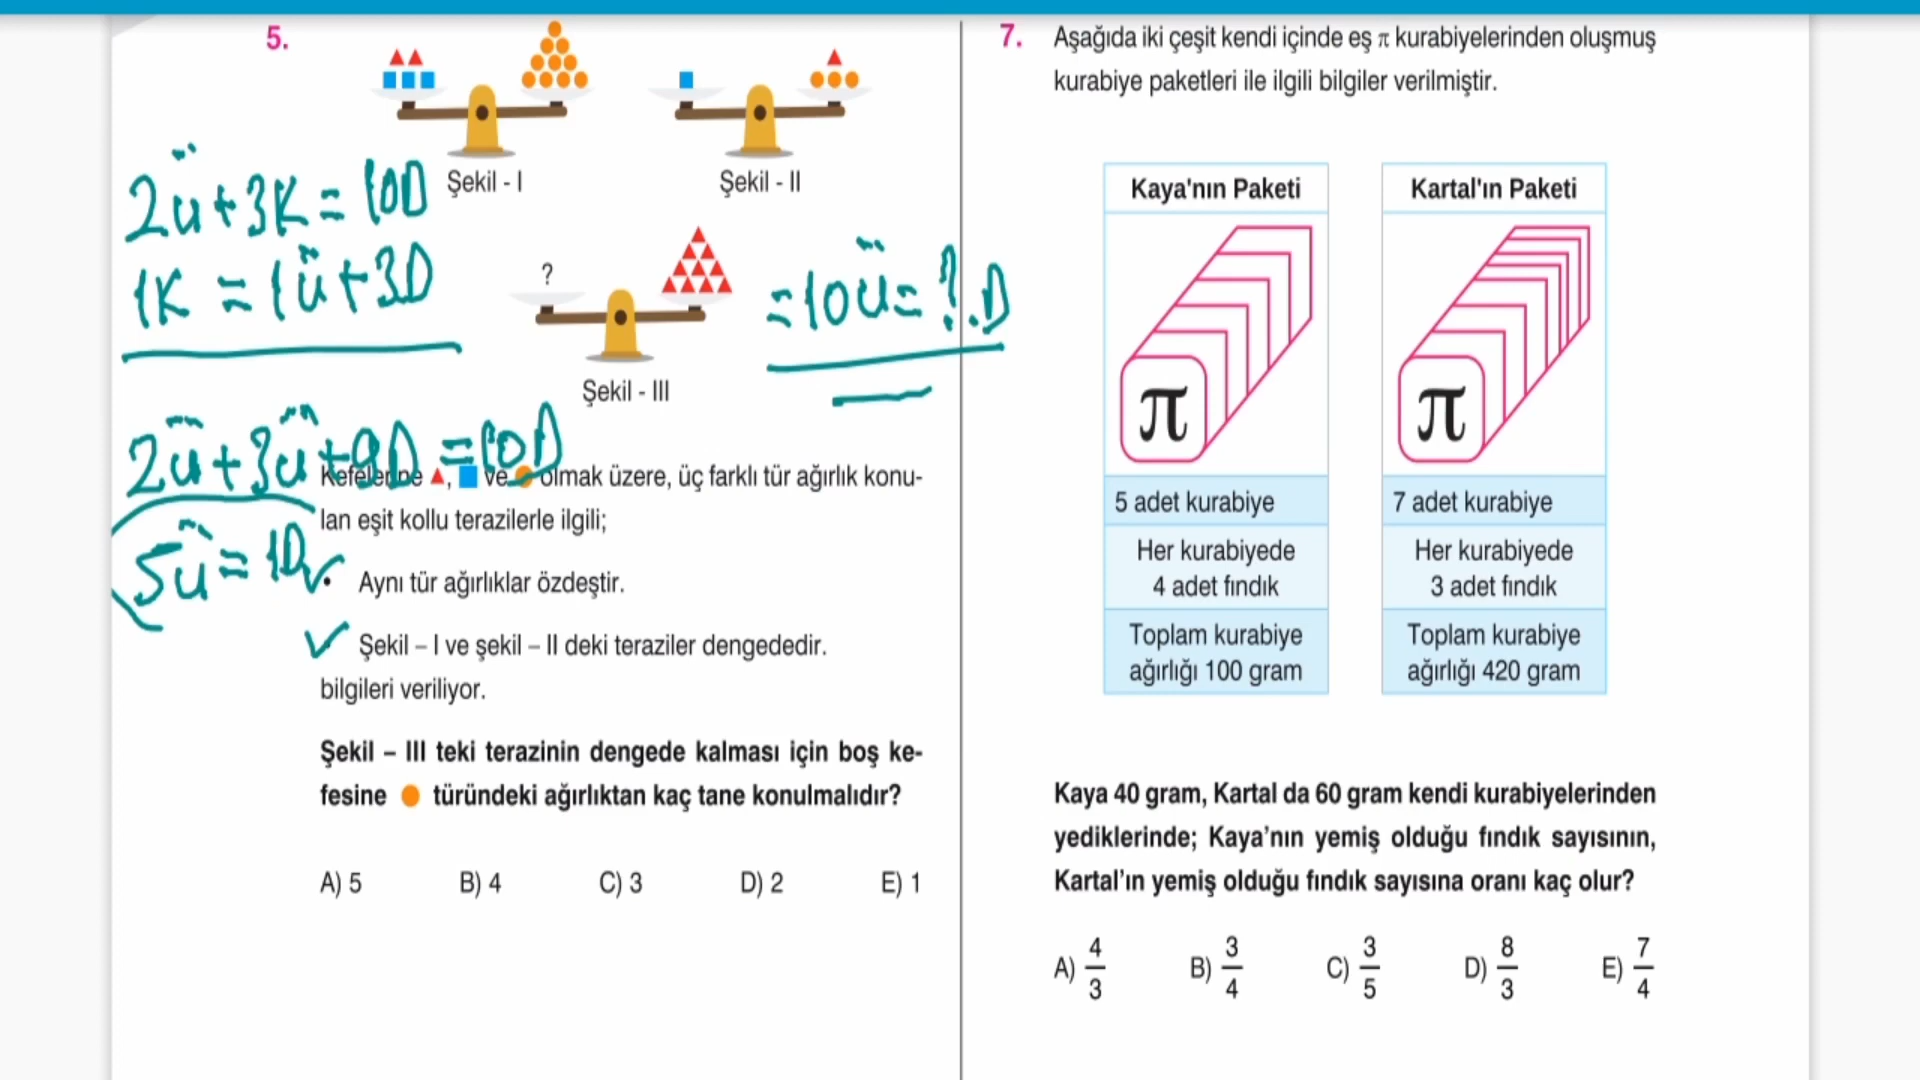 5.
Şekil - I
Şekil - II
2ü+3K=10D
1K=1ü+3D
?
=10ü=?.D
Şekil - III
2ü+3ü+9D=10D
5ü=1D
Kefelerine ▲, ■ ve ● olmak üzere, üç farklı tür ağırlık konu-
lan eşit kollu terazilerle ilgili;
• Aynı tür ağırlıklar özdeştir.
Şekil – I ve şekil – II deki teraziler dengededir.
bilgileri veriliyor.
Şekil – III teki terazinin dengede kalması için boş ke-
fesine ● türündeki ağırlıktan kaç tane konulmalıdır?
A) 5 B) 4 C) 3 D) 2 E) 1
7. Aşağıda iki çeşit kendi içinde eş π kurabiyelerinden oluşmuş
kurabiye paketleri ile ilgili bilgiler verilmiştir.
Kaya'nın Paketi
π
5 adet kurabiye
Her kurabiyede
4 adet fındık
Toplam kurabiye
ağırlığı 100 gram
Kartal'ın Paketi
π
7 adet kurabiye
Her kurabiyede
3 adet fındık
Toplam kurabiye
ağırlığı 420 gram
Kaya 40 gram, Kartal da 60 gram kendi kurabiyelerinden
yediklerinde; Kaya’nın yemiş olduğu fındık sayısının,
Kartal’ın yemiş olduğu fındık sayısına oranı kaç olur?
A) 4/3 B) 3/4 C) 3/5 D) 8/3 E) 7/4